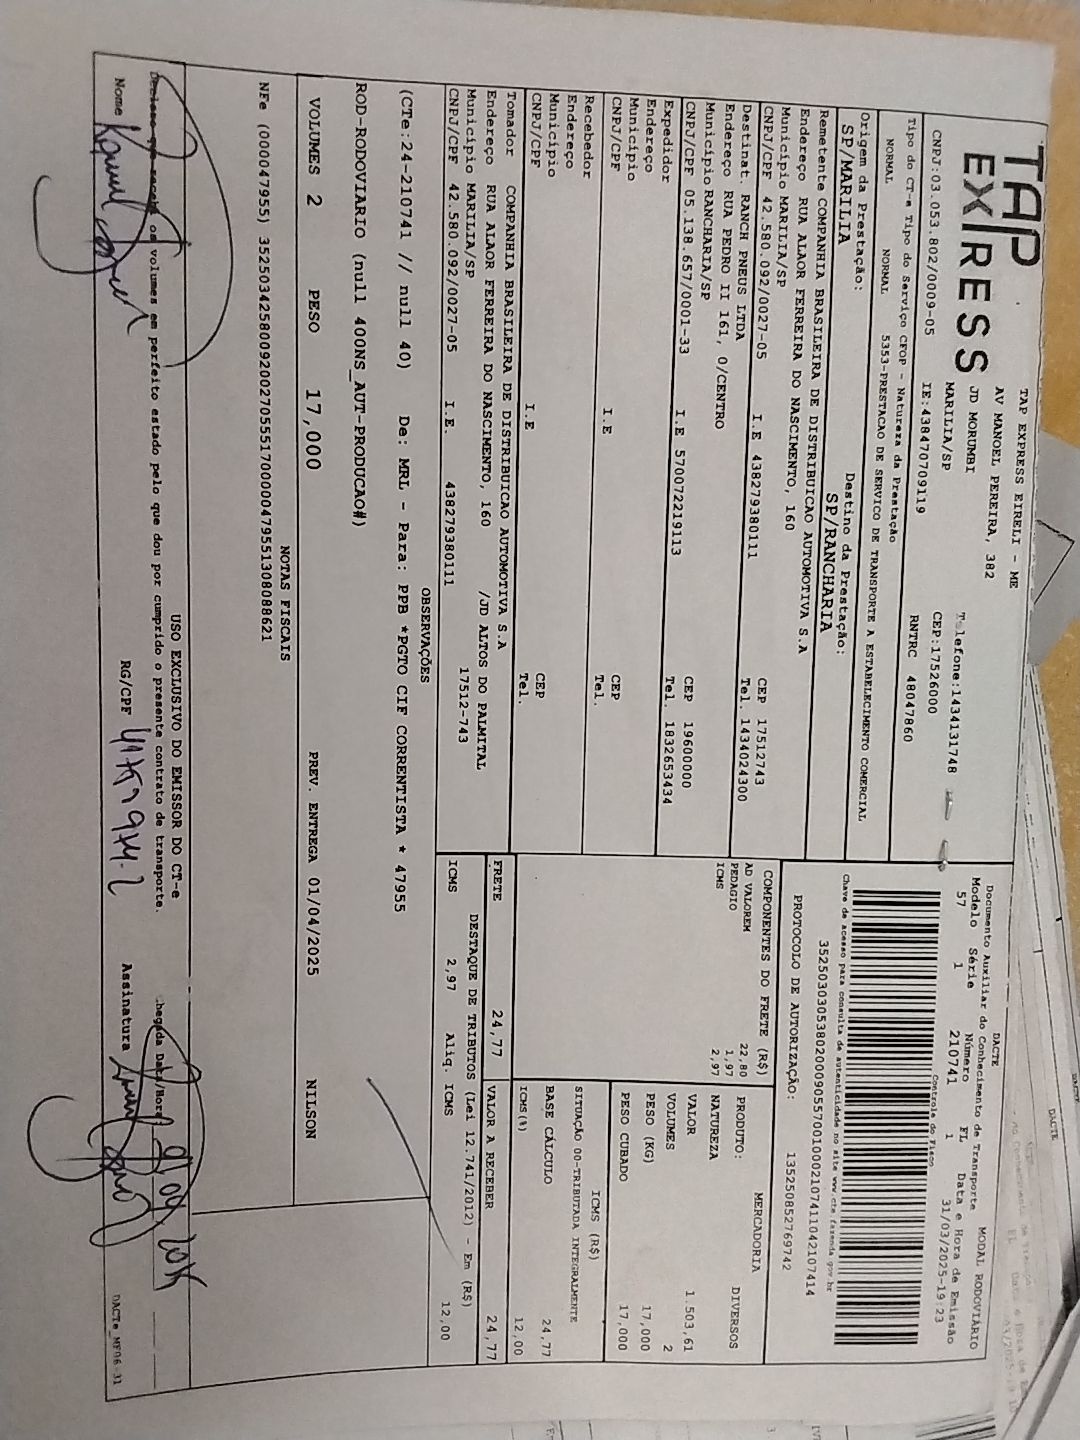 TAP
EXPRESS
TAP EXPRESS EIRELI - ME
AV MANOEL PEREIRA, 382
JD MORUMBI
MARILIA/SP
Telefone:1434131748
CEP:17526000
CNPJ:03.053.802/0009-05 IE:438470709119 RNTRC 48047860
Tipo do CT-e Tipo do Serviço CFOP - Natureza da Prestação
NORMAL NORMAL 5353-PRESTACAO DE SERVICO DE TRANSPORTE A ESTABELECIMENTO COMERCIAL
Origem da Prestação: Destino da Prestação:
SP/MARILIA SP/RANCHARIA
Remetente COMPANHIA BRASILEIRA DE DISTRIBUICAO AUTOMOTIVA S.A
Endereço RUA ALAOR FERREIRA DO NASCIMENTO, 160
Município MARILIA/SP CEP 17512743
CNPJ/CPF 42.580.092/0027-05 I.E 438279380111 Tel. 1434024300
Destinat. RANCH PNEUS LTDA
Endereço RUA PEDRO II 161, 0/CENTRO
Município RANCHARIA/SP CEP 19600000
CNPJ/CPF 05.138.657/0001-33 I.E 570072219113 Tel. 1832653434
Expedidor
Endereço
Município CEP
CNPJ/CPF I.E Tel.
Recebedor
Endereço
Município CEP
CNPJ/CPF I.E Tel.
Tomador COMPANHIA BRASILEIRA DE DISTRIBUICAO AUTOMOTIVA S.A
Endereço RUA ALAOR FERREIRA DO NASCIMENTO, 160 /JD ALTOS DO PALMITAL
Município MARILIA/SP 17512-743
CNPJ/CPF 42.580.092/0027-05 I.E. 438279380111
DACTE
Documento Auxiliar do Conhecimento de Transporte
MODAL RODOVIÁRIO
Modelo Série Número FL Data e Hora de Emissão
57 1 210741 1 31/03/2025-19:23
Controle do Fisco
Chave de acesso para consulta de autenticidade no site www.cte.fazenda.gov.br
35250303053802000905570010002107411042107414
PROTOCOLO DE AUTORIZAÇÃO: 135250852769742
COMPONENTES DO FRETE (R$)
AD VALOREM 22,80
PEDAGIO 1,97
ICMS 2,97
MERCADORIA
PRODUTO: DIVERSOS
NATUREZA
VALOR 1.503,61
VOLUMES 2
PESO (KG) 17,000
PESO CUBADO 17,000
ICMS (R$)
SITUAÇÃO 00-TRIBUTADA INTEGRALMENTE
BASE CÁLCULO 24,77
ICMS(%) 12,00
FRETE 24,77 VALOR A RECEBER 24,77
DESTAQUE DE TRIBUTOS (Lei 12.741/2012) - Em (R$)
ICMS 2,97 Aliq. ICMS 12,00
OBSERVAÇÕES
(CTe:24-210741 // null 40) De: MRL - Para: PPB *PGTO CIF CORRENTISTA * 47955
ROD-RODOVIARIO (null 400NS_AUT-PRODUCAO#)
VOLUMES 2 PESO 17,000 PREV. ENTREGA 01/04/2025 NILSON
NOTAS FISCAIS
NFe (000047955) 35250342580092002705551700000479551308088621
USO EXCLUSIVO DO EMISSOR DO CT-e
os volumes em perfeito estado pelo que dou por cumprido o presente contrato de transporte.
Data/Hora
Nome RG/CPF Assinatura
DACTe_MF06-31